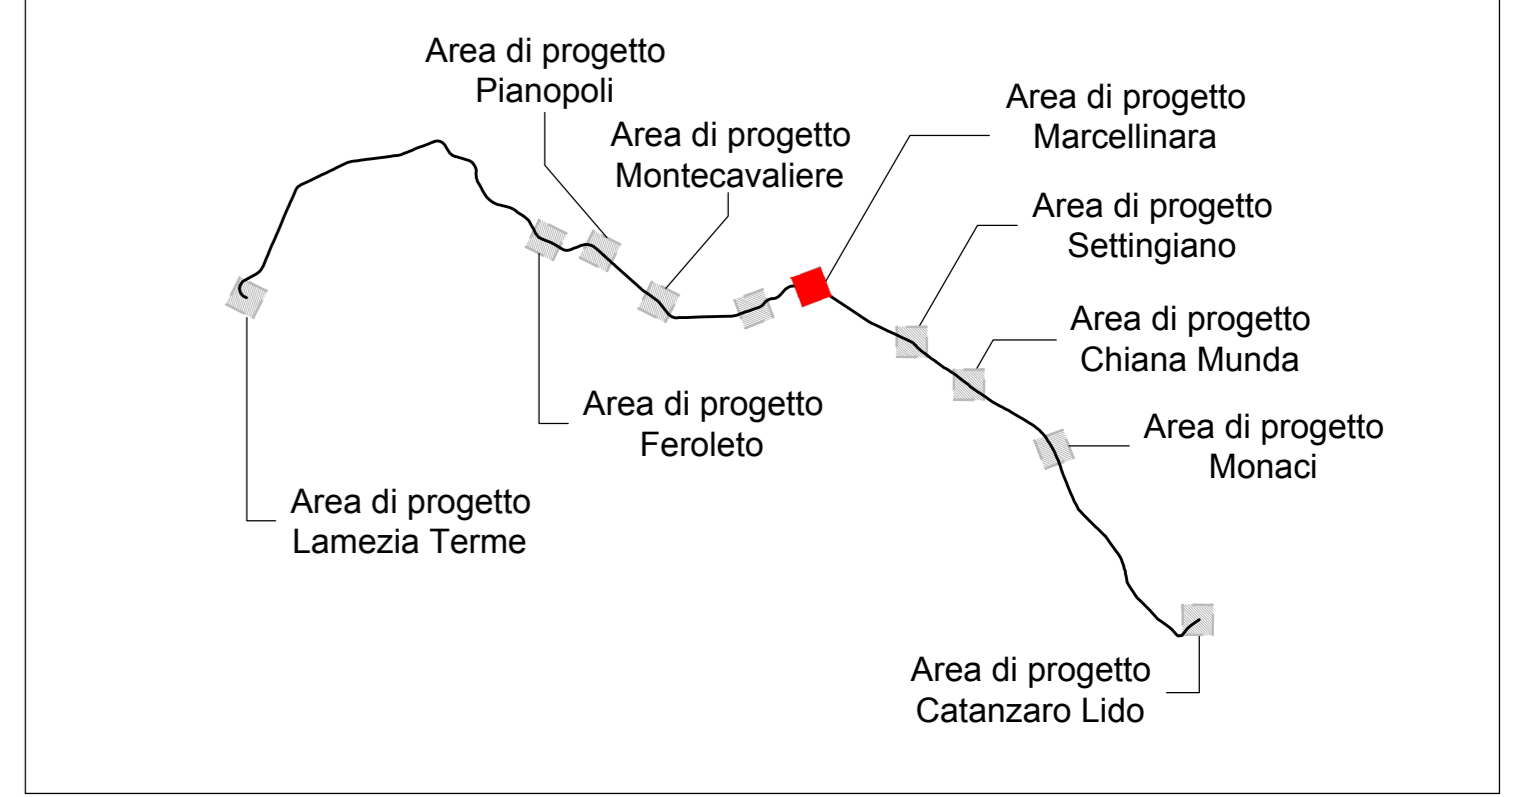 Area di progetto
Pianopoli
Area di progetto
Montecavaliere
Area di progetto
Marcellinara
Area di progetto
Settingiano
Area di progetto
Chiana Munda
Area di progetto
Feroleto
Area di progetto
Monaci
Area di progetto
Lamezia Terme
Area di progetto
Catanzaro Lido